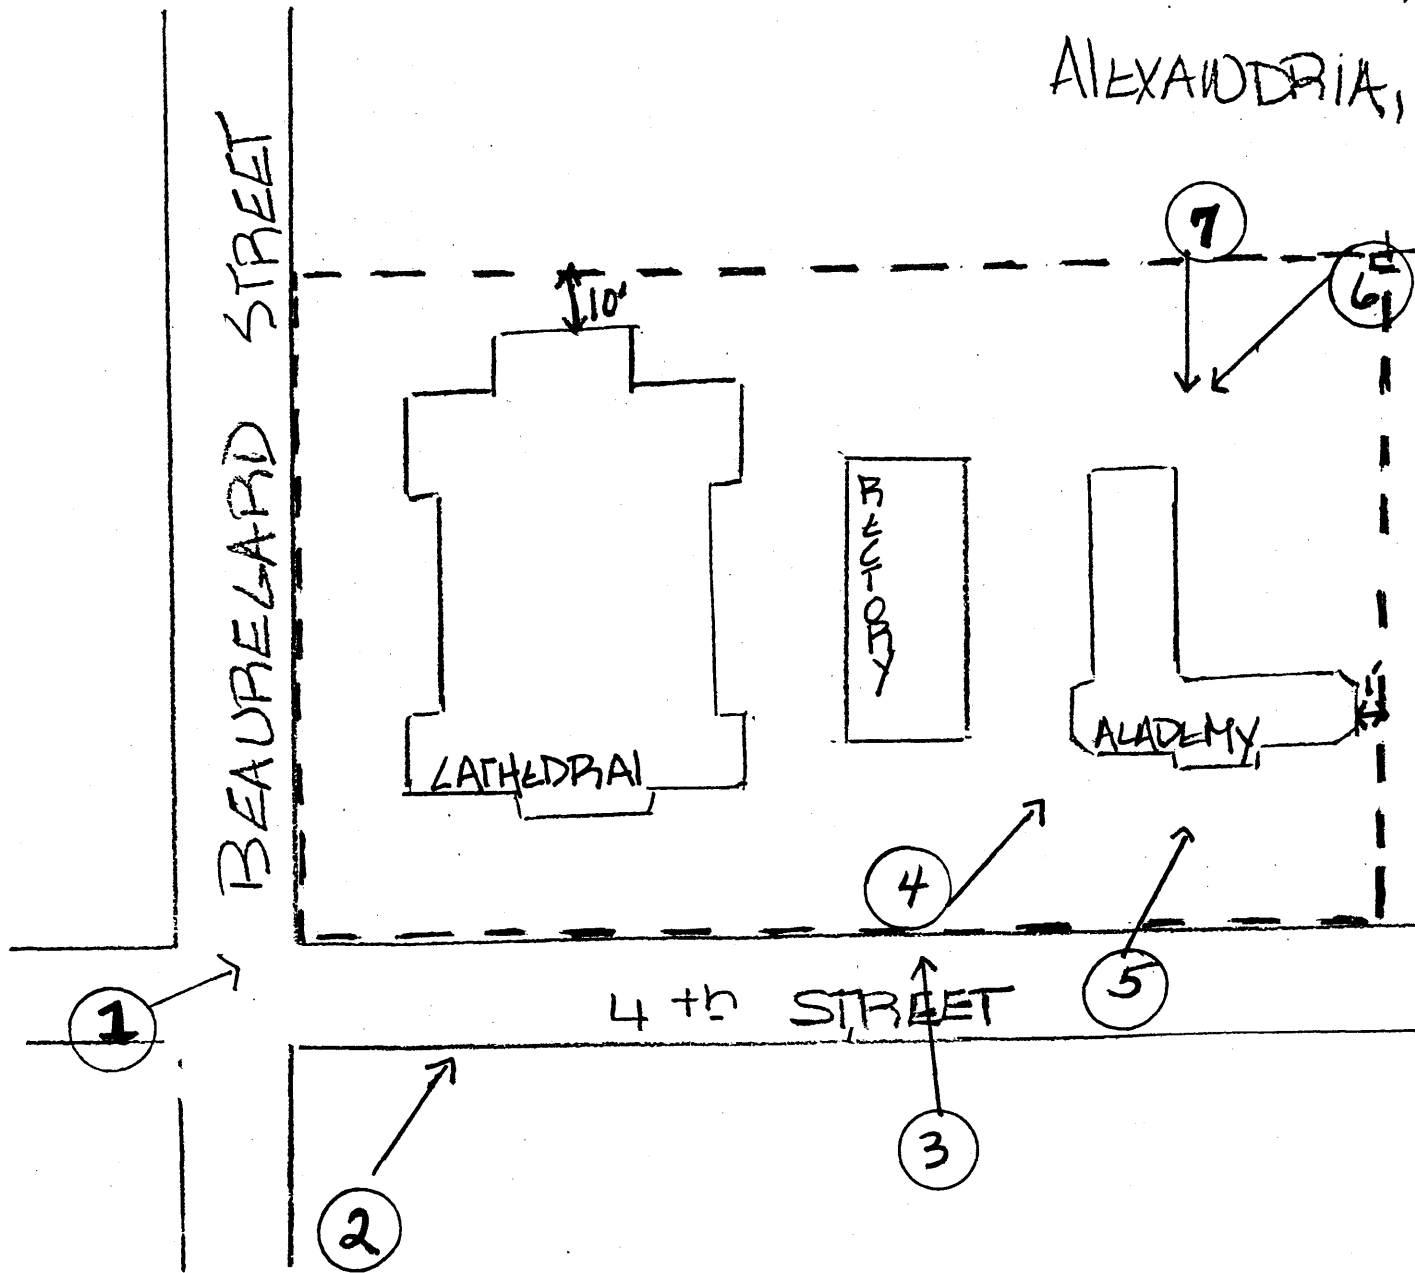 ALEXANDRIA,
7
6
10'
BEAUREGARD STREET
RECTORY
CATHEDRAL
ACADEMY
4
5
1
4th STREET
3
2